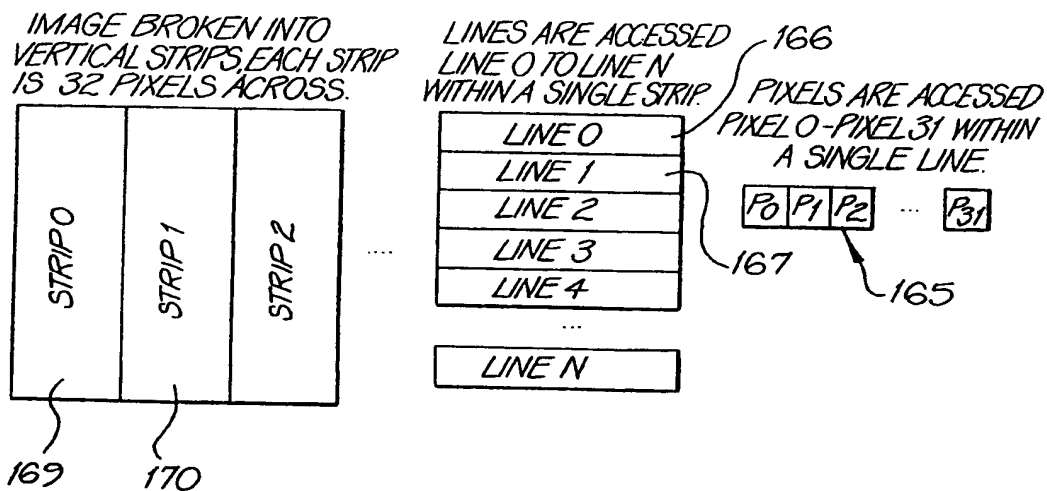 IMAGE BROKEN INTO
VERTICAL STRIPS, EACH STRIP
IS 32 PIXELS ACROSS.
STRIP 0
STRIP 1
STRIP 2
....
169
170
LINES ARE ACCESSED
LINE 0 TO LINE N
WITHIN A SINGLE STRIP.
LINE 0
LINE 1
LINE 2
LINE 3
LINE 4
...
LINE N
166
167
PIXELS ARE ACCESSED
PIXEL 0-PIXEL 31 WITHIN
A SINGLE LINE.
P0 P1 P2 ... P31
165